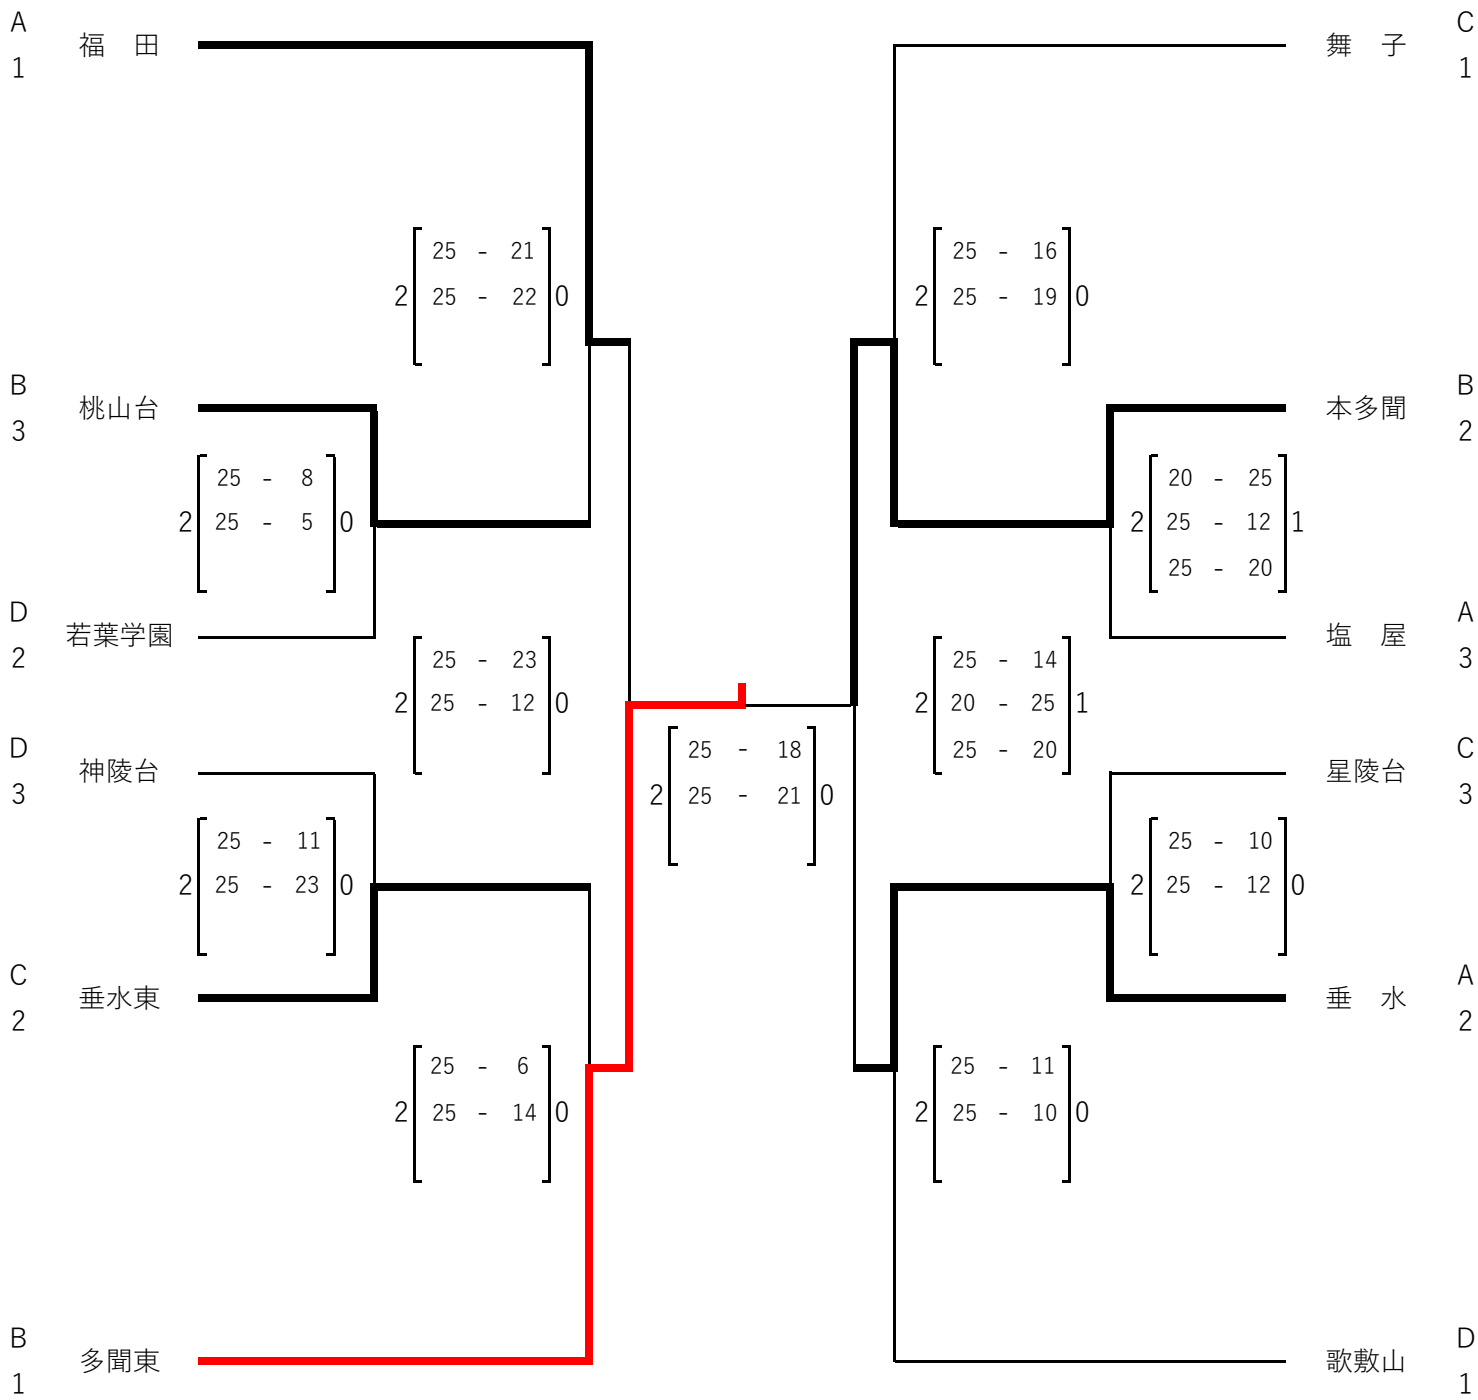 A
1
福　田
舞　子
C
1
25 - 21
2 25 - 22 0
25 - 16
2 25 - 19 0
B
3
桃山台
本多聞
B
2
25 - 8
2 25 - 5 0
20 - 25
2 25 - 12 1
25 - 20
D
2
若葉学園
塩　屋
A
3
25 - 23
2 25 - 12 0
25 - 14
2 20 - 25 1
25 - 20
25 - 18
2 25 - 21 0
D
3
神陵台
星陵台
C
3
25 - 11
2 25 - 23 0
25 - 10
2 25 - 12 0
C
2
垂水東
垂　水
A
2
25 - 6
2 25 - 14 0
25 - 11
2 25 - 10 0
B
1
多聞東
歌敷山
D
1